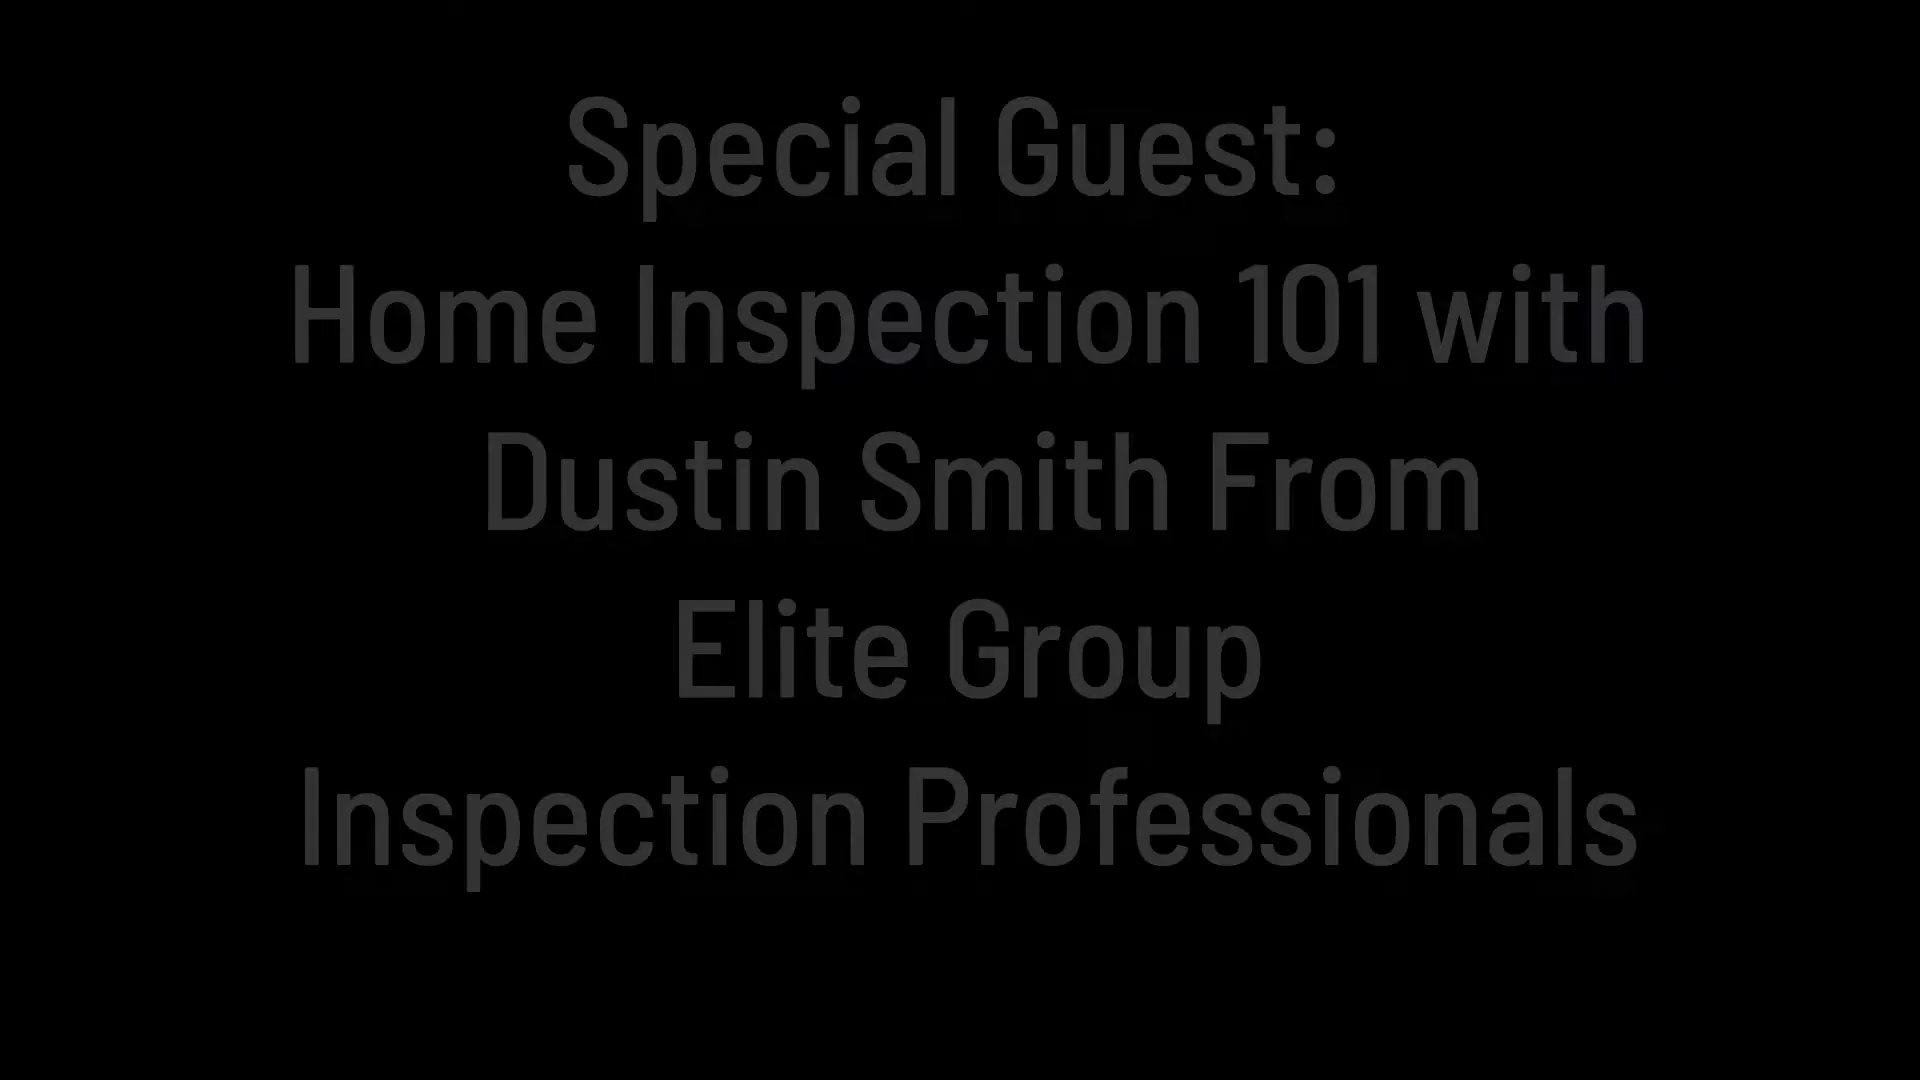 Special Guest:
Home Inspection 101 with
Dustin Smith From
Elite Group
Inspection Professionals